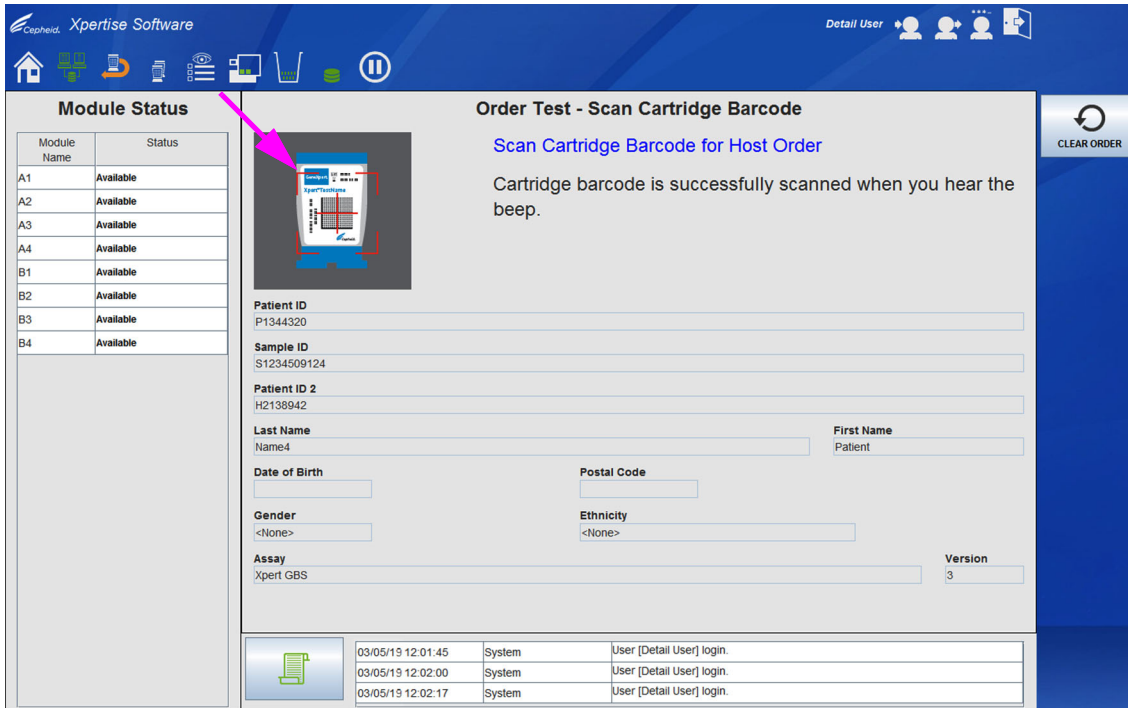 Cepheid. Xpertise Software
Detail User
Module Status
Module Name
Status
A1 Available
A2 Available
A3 Available
A4 Available
B1 Available
B2 Available
B3 Available
B4 Available
Order Test - Scan Cartridge Barcode
Scan Cartridge Barcode for Host Order
Cartridge barcode is successfully scanned when you hear the
beep.
GeneXpert
Xpert®TestName
Cepheid.
Patient ID
P1344320
Sample ID
S1234509124
Patient ID 2
H2138942
Last Name First Name
Name4 Patient
Date of Birth Postal Code
Gender Ethnicity
<None> <None>
Assay Version
Xpert GBS 3
03/05/19 12:01:45 System User [Detail User] login.
03/05/19 12:02:00 System User [Detail User] login.
03/05/19 12:02:17 System User [Detail User] login.
CLEAR ORDER